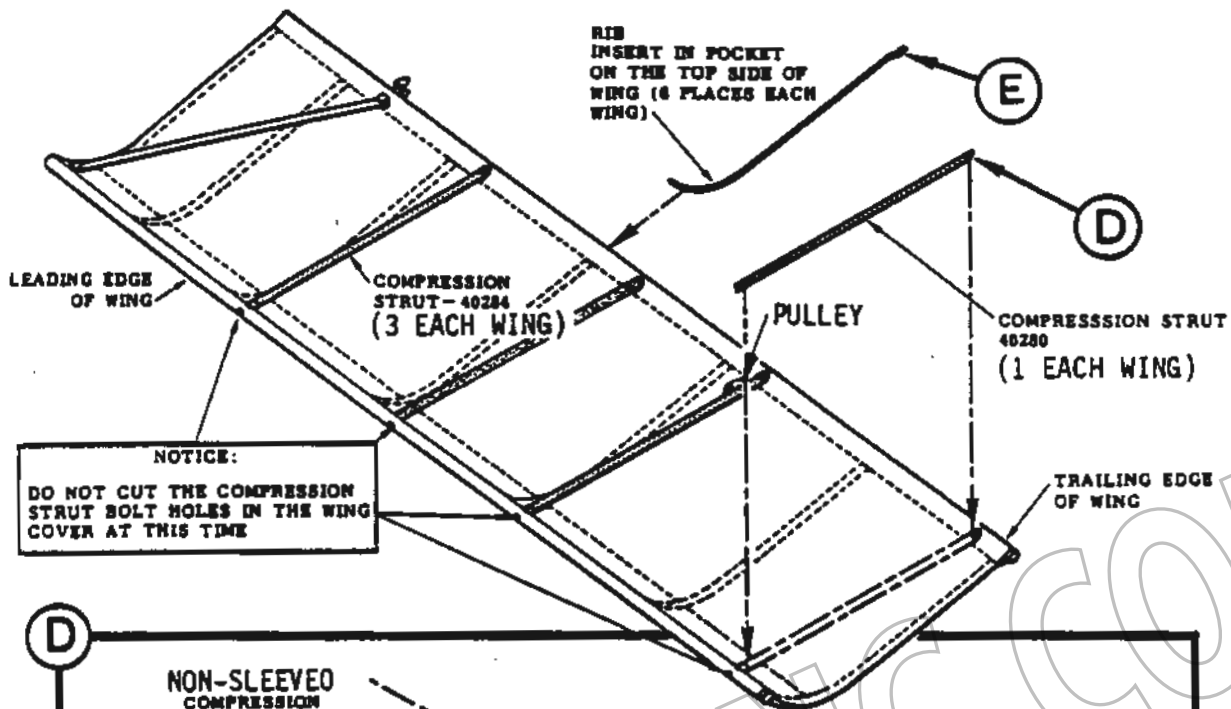 RIB
INSERT IN POCKET
ON THE TOP SIDE OF
WING (6 PLACES EACH
WING)
E
D
LEADING EDGE
OF WING
COMPRESSION
STRUT-40284
(3 EACH WING)
PULLEY
COMPRESSSION STRUT
40280
(1 EACH WING)
NOTICE:
DO NOT CUT THE COMPRESSION
STRUT BOLT HOLES IN THE WING
COVER AT THIS TIME
TRAILING EDGE
OF WING
D
NON-SLEEVED
COMPRESSION